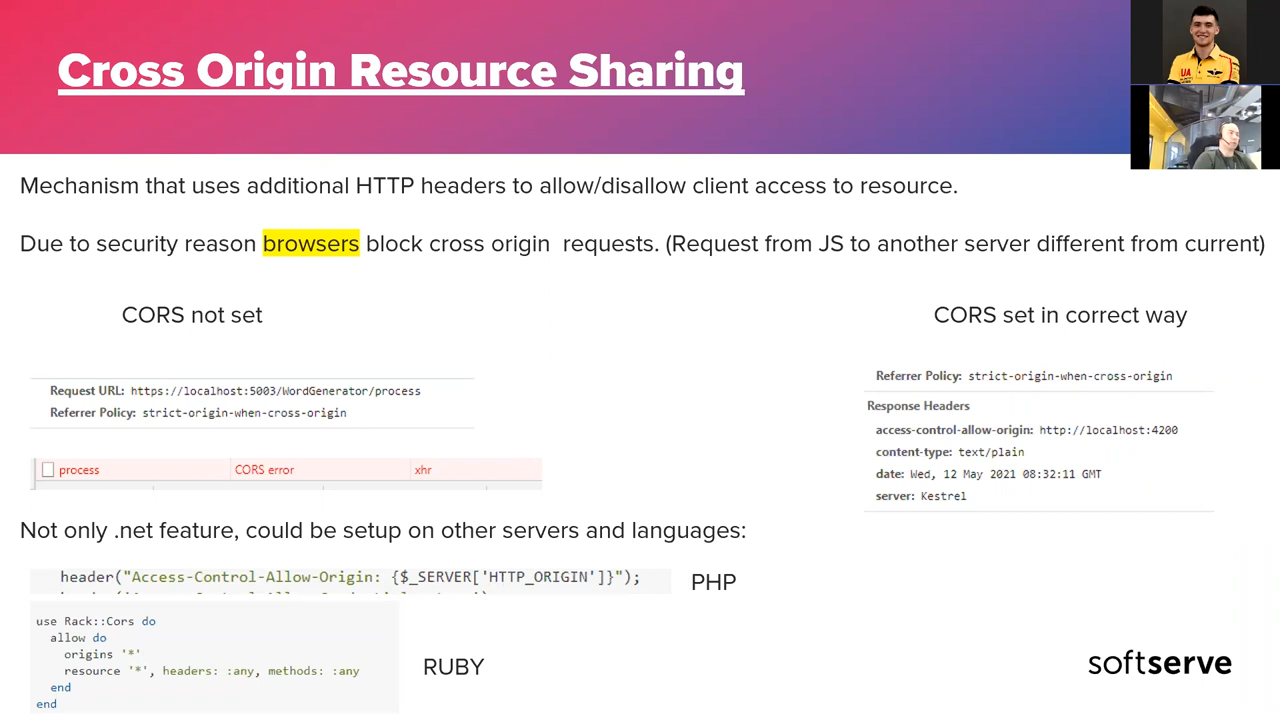 Cross Origin Resource Sharing
UA
Mechanism that uses additional HTTP headers to allow/disallow client access to resource.
Due to security reason browsers block cross origin  requests. (Request from JS to another server different from current)
CORS not set
Request URL: https://localhost:5003/WordGenerator/process
Referrer Policy: strict-origin-when-cross-origin
process CORS error xhr
CORS set in correct way
Referrer Policy: strict-origin-when-cross-origin
Response Headers
access-control-allow-origin: http://localhost:4200
content-type: text/plain
date: Wed, 12 May 2021 08:32:11 GMT
server: Kestrel
Not only .net feature, could be setup on other servers and languages:
header("Access-Control-Allow-Origin: {$_SERVER['HTTP_ORIGIN']}");
PHP
use Rack::Cors do
allow do
origins '*'
resource '*', headers: :any, methods: :any
end
end
RUBY
softserve